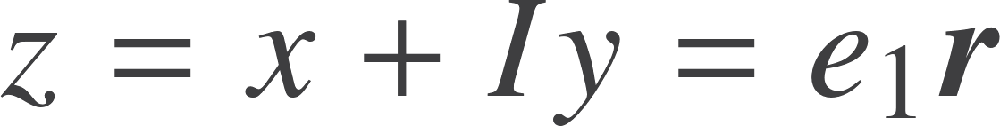 z = x + Iy = e₁r